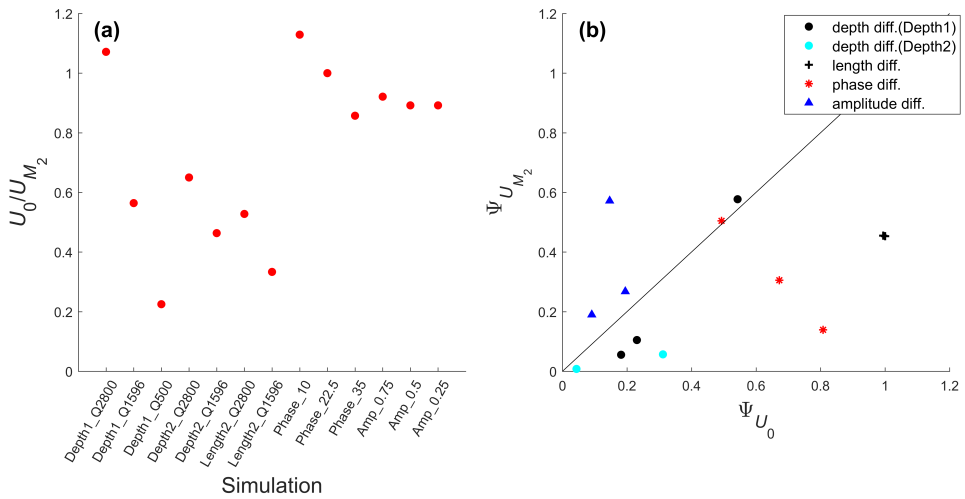 (a)
1.2
1
0.8
0.6
0.4
0.2
0
U0/UM2
Depth1_Q2800
Depth1_Q1596
Depth1_Q500
Depth2_Q2800
Depth2_Q1596
Length2_Q2800
Length2_Q1596
Phase_10
Phase_22.5
Phase_35
Amp_0.75
Amp_0.5
Amp_0.25
Simulation
(b)
depth diff.(Depth1)
depth diff.(Depth2)
length diff.
phase diff.
amplitude diff.
1.2
1
0.8
0.6
0.4
0.2
0
ΨUM2
0
0.2
0.4
0.6
0.8
1
1.2
ΨU0